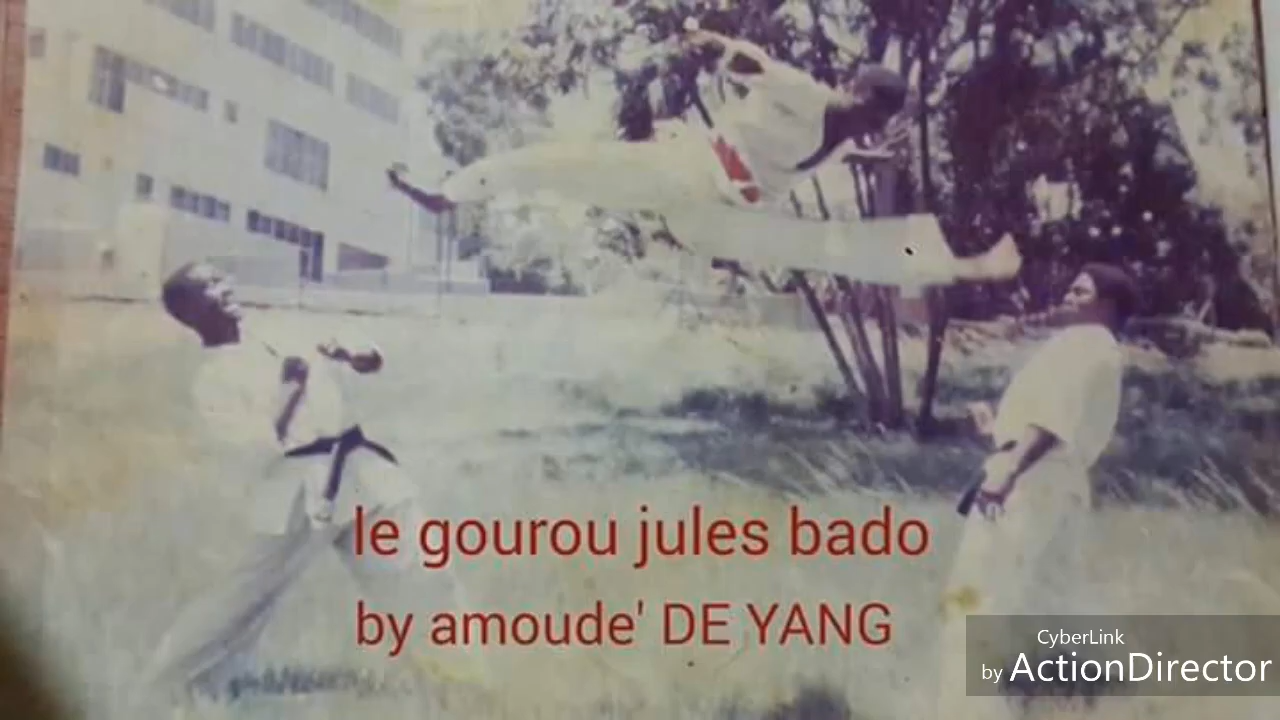 le gourou jules bado
by amoude' DE YANG
CyberLink
by ActionDirector